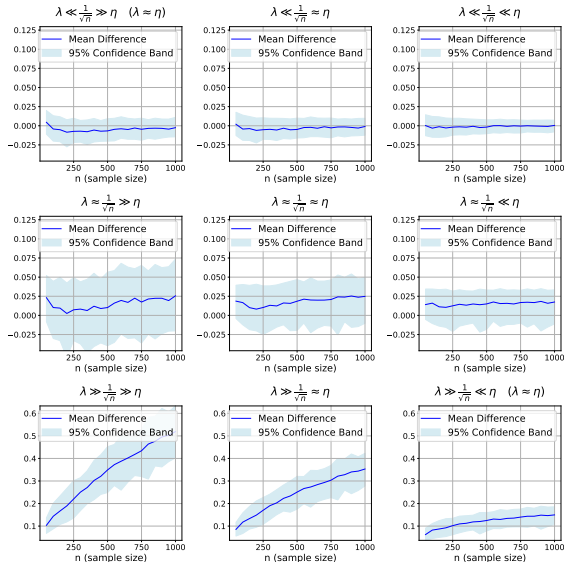 λ ≪ 1/√n ≫ η (λ ≈ η)
0.125
0.100
0.075
0.050
0.025
0.000
−0.025
Mean Difference
95% Confidence Band
250 500 750 1000
n (sample size)
λ ≪ 1/√n ≈ η
0.125
0.100
0.075
0.050
0.025
0.000
−0.025
Mean Difference
95% Confidence Band
250 500 750 1000
n (sample size)
λ ≪ 1/√n ≪ η
0.125
0.100
0.075
0.050
0.025
0.000
−0.025
Mean Difference
95% Confidence Band
250 500 750 1000
n (sample size)
λ ≈ 1/√n ≫ η
0.125
0.100
0.075
0.050
0.025
0.000
−0.025
Mean Difference
95% Confidence Band
250 500 750 1000
n (sample size)
λ ≈ 1/√n ≈ η
0.125
0.100
0.075
0.050
0.025
0.000
−0.025
Mean Difference
95% Confidence Band
250 500 750 1000
n (sample size)
λ ≈ 1/√n ≪ η
0.125
0.100
0.075
0.050
0.025
0.000
−0.025
Mean Difference
95% Confidence Band
250 500 750 1000
n (sample size)
λ ≫ 1/√n ≫ η
0.6
0.5
0.4
0.3
0.2
0.1
Mean Difference
95% Confidence Band
250 500 750 1000
n (sample size)
λ ≫ 1/√n ≈ η
0.6
0.5
0.4
0.3
0.2
0.1
Mean Difference
95% Confidence Band
250 500 750 1000
n (sample size)
λ ≫ 1/√n ≪ η (λ ≈ η)
0.6
0.5
0.4
0.3
0.2
0.1
Mean Difference
95% Confidence Band
250 500 750 1000
n (sample size)